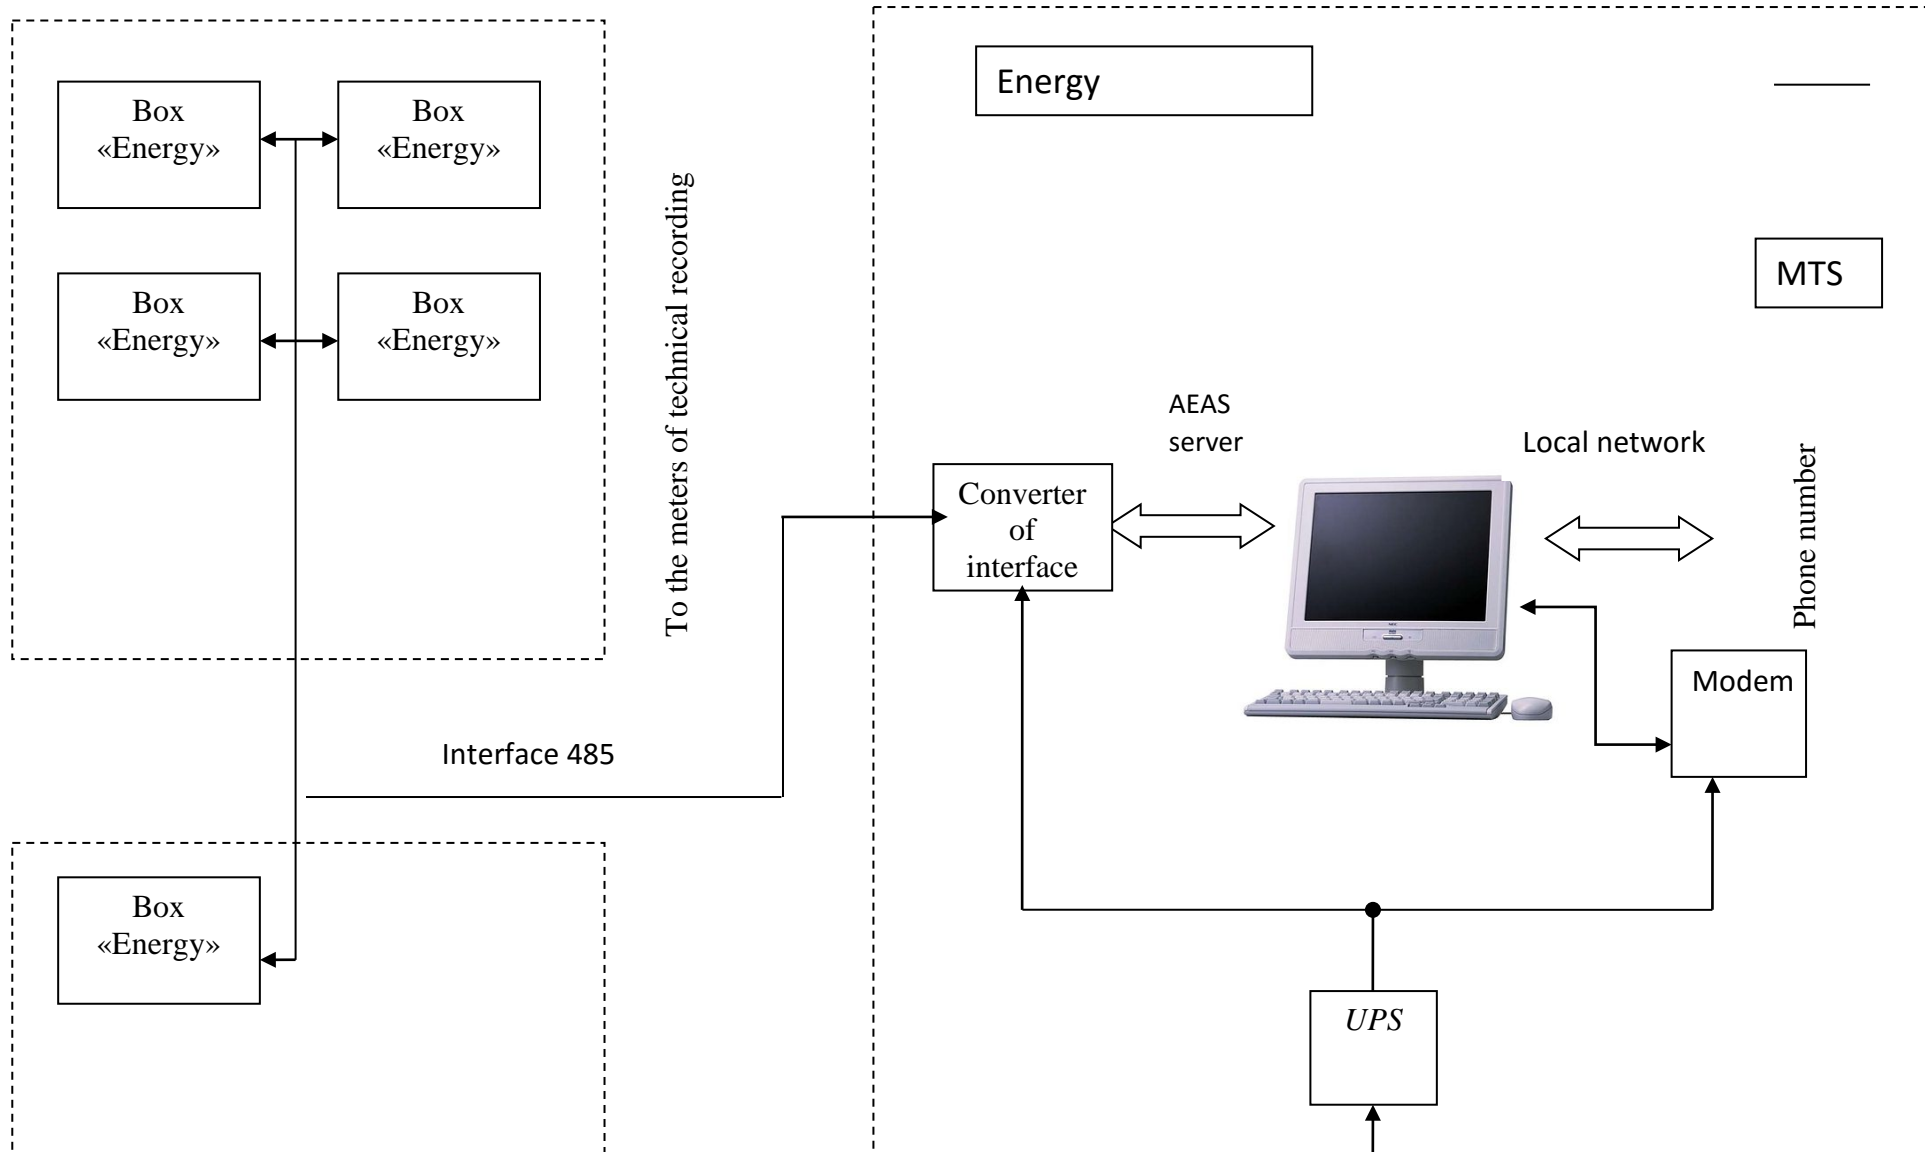 Box
«Energy»
Box
«Energy»
Box
«Energy»
Box
«Energy»
To the meters of technical recording
Interface 485
Box
«Energy»
Energy
MTS
AEAS
server
Local network
Converter
of
interface
Phone number
Modem
UPS